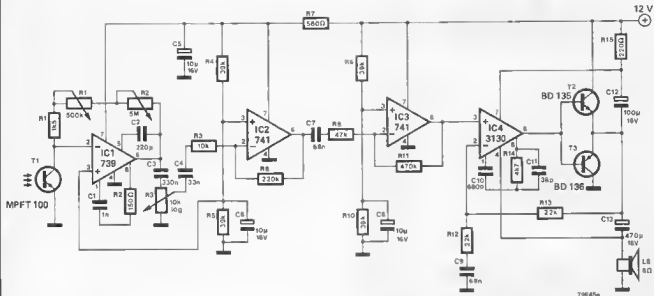 12 V
R7
560Ω
R15
220Ω
C5
10µ
16V
R4
39k
R6
39k
R1
500k
R2
5M
R1
1k5
C2
220p
IC1
739
IC2
741
IC3
741
IC4
3130
T2
BD 135
C12
100µ
16V
T3
BD 136
T1
MPFT 100
C1
1n
R2
150Ω
C3
330n
R3
10k
log
C4
33n
R3
10k
R8
220k
C7
68n
R9
47k
R11
470k
C10
R14
4k7
C11
39p
R5
39k
C6
10µ
16V
R10
39k
C8
10µ
16V
R13
22k
R12
22k
C9
68n
C13
470µ
16V
LS
8Ω